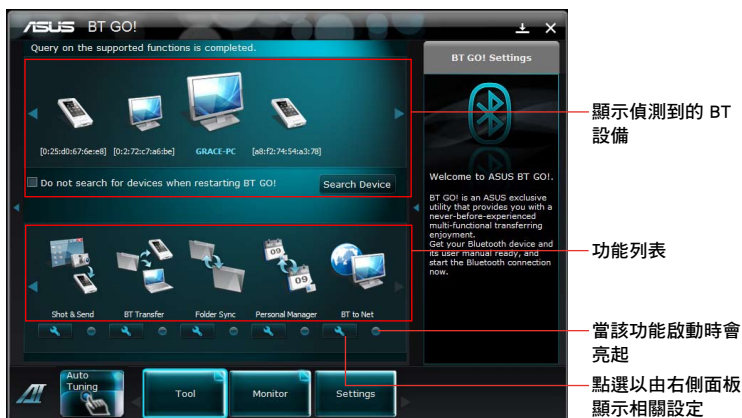 ASUS BT GO!
Query on the supported functions is completed.
[0:25:d0:67:6e:e8] [0:2:72:c7:a6:be] GRACE-PC [a8:f2:74:54:a3:78]
Do not search for devices when restarting BT GO!
Search Device
Shot & Send BT Transfer Folder Sync Personal Manager BT to Net
09
09
BT GO! Settings
Welcome to ASUS BT GO!.
BT GO! is an ASUS exclusive
utility that provides you with a
never-before-experienced
multi-functional transferring
enjoyment.
Get your Bluetooth device and
its user manual ready, and
start the Bluetooth connection
now.
AI
Auto
Tuning
Tool
Monitor
Settings
顯示偵測到的 BT
設備
功能列表
當該功能啟動時會
亮起
點選以由右側面板
顯示相關設定